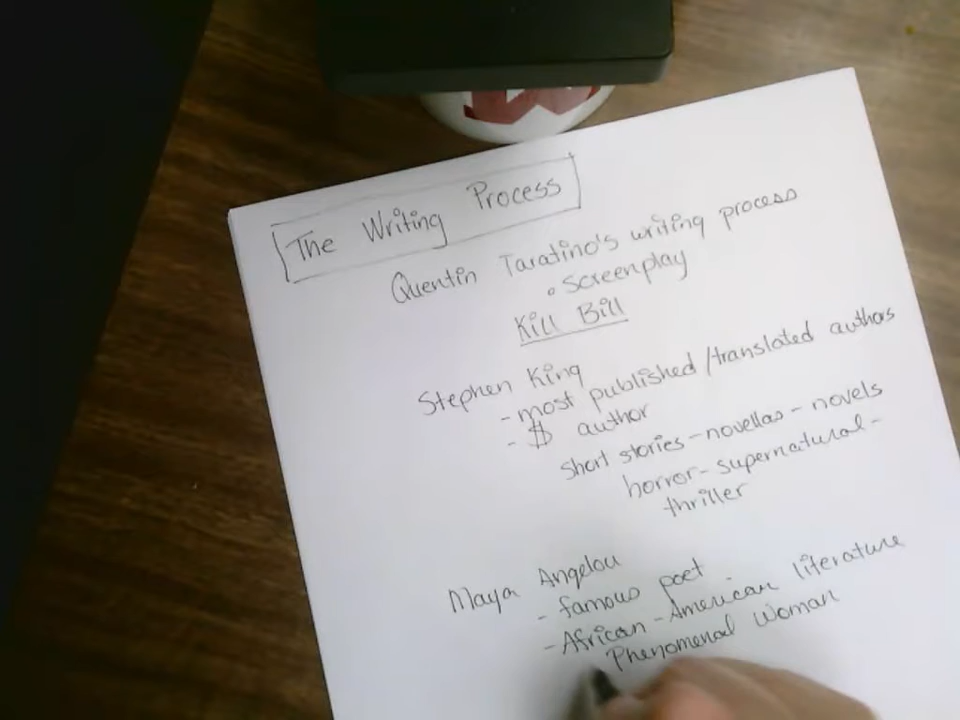 The Writing Process
Quentin Taratino's writing process
• Screenplay
Kill Bill
Stephen King
- most published/translated authors
- $ author
Short stories - novellas - novels
horror - supernatural -
thriller
Maya Angelou
- famous poet
- African-American literature
Phenomenal Woman